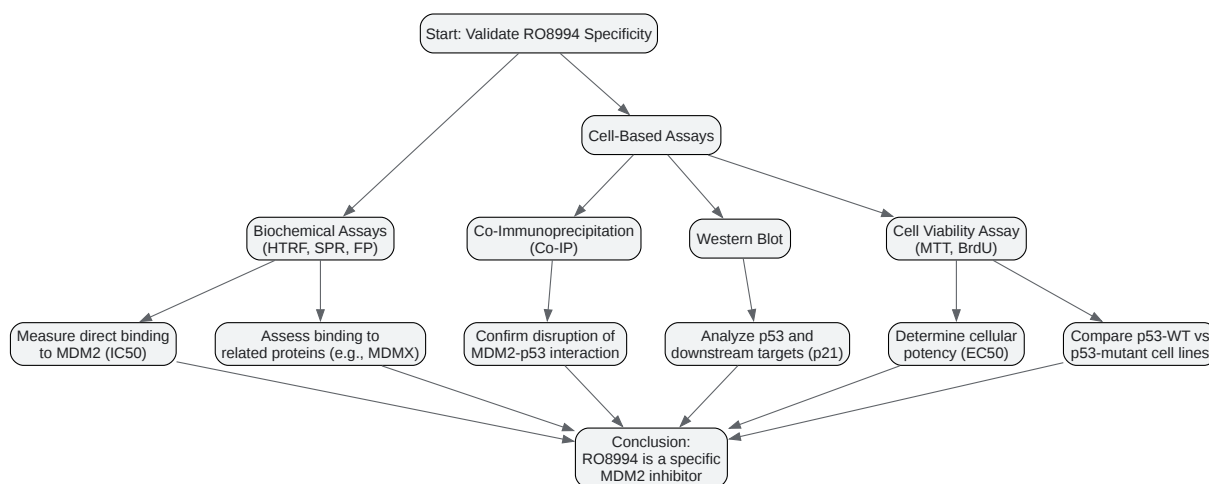 Start: Validate RO8994 Specificity
Cell-Based Assays
Biochemical Assays
(HTRF, SPR, FP)
Co-Immunoprecipitation
(Co-IP)
Western Blot
Cell Viability Assay
(MTT, BrdU)
Measure direct binding
to MDM2 (IC50)
Assess binding to
related proteins (e.g., MDMX)
Confirm disruption of
MDM2-p53 interaction
Analyze p53 and
downstream targets (p21)
Determine cellular
potency (EC50)
Compare p53-WT vs
p53-mutant cell lines
Conclusion:
RO8994 is a specific
MDM2 inhibitor